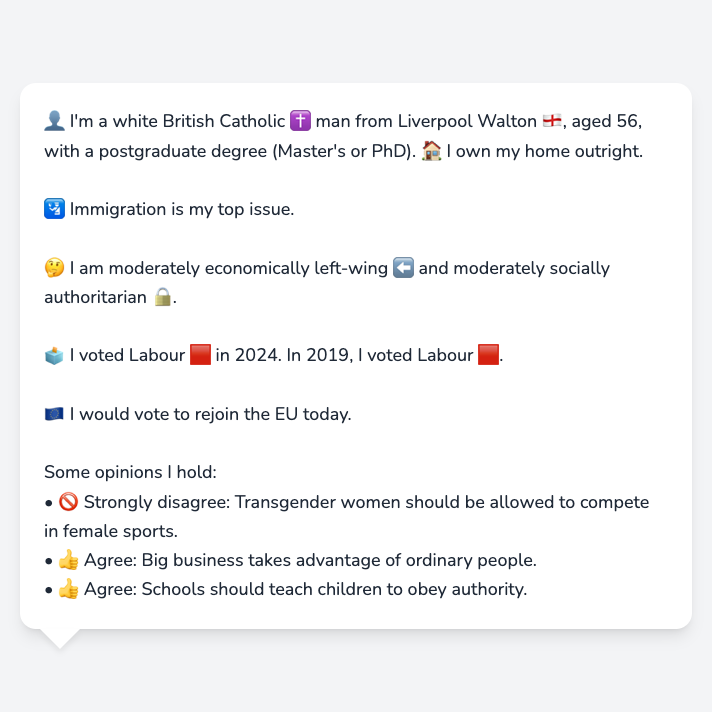 👤 I'm a white British Catholic ✝️ man from Liverpool Walton 🏴󠁧󠁢󠁥󠁮󠁧󠁿, aged 56,
with a postgraduate degree (Master's or PhD). 🏠 I own my home outright.
🛂 Immigration is my top issue.
🤔 I am moderately economically left-wing ⬅️ and moderately socially
authoritarian 🔒.
🗳️ I voted Labour 🟥 in 2024. In 2019, I voted Labour 🟥.
🇪🇺 I would vote to rejoin the EU today.
Some opinions I hold:
• 🚫 Strongly disagree: Transgender women should be allowed to compete
in female sports.
• 👍 Agree: Big business takes advantage of ordinary people.
• 👍 Agree: Schools should teach children to obey authority.